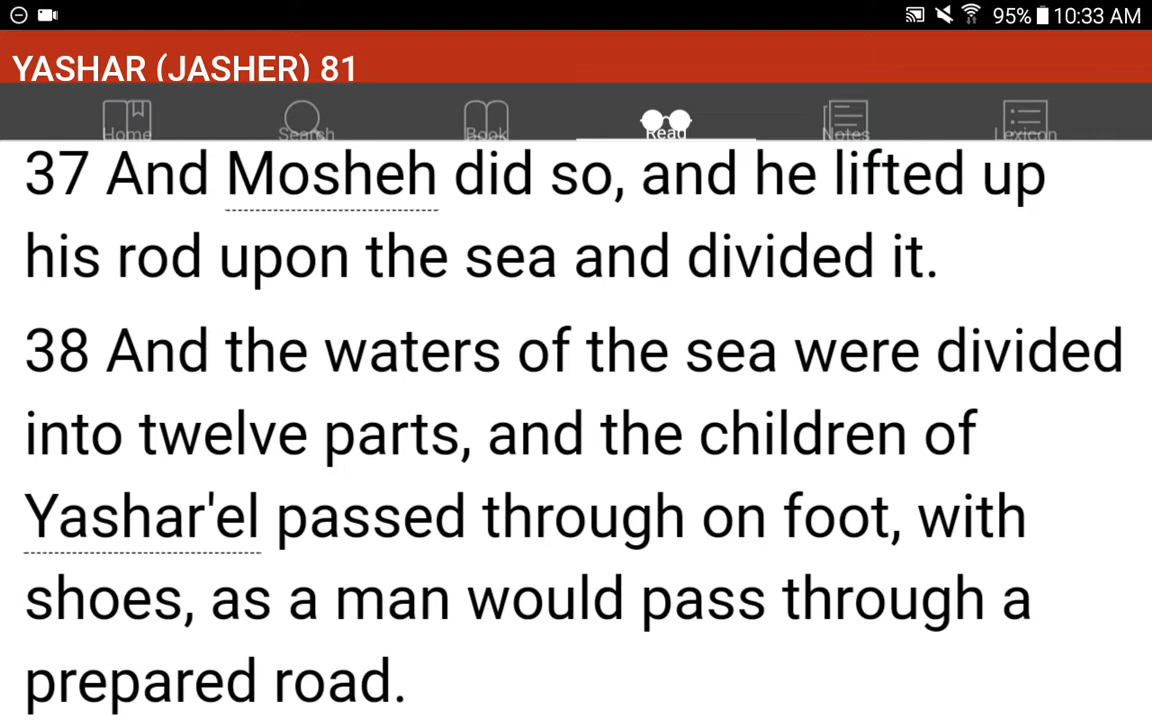 95% 10:33 AM
YASHAR (JASHER) 81
Home Search Book Read Notes Lexicon
37 And Mosheh did so, and he lifted up
his rod upon the sea and divided it.
38 And the waters of the sea were divided
into twelve parts, and the children of
Yashar'el passed through on foot, with
shoes, as a man would pass through a
prepared road.